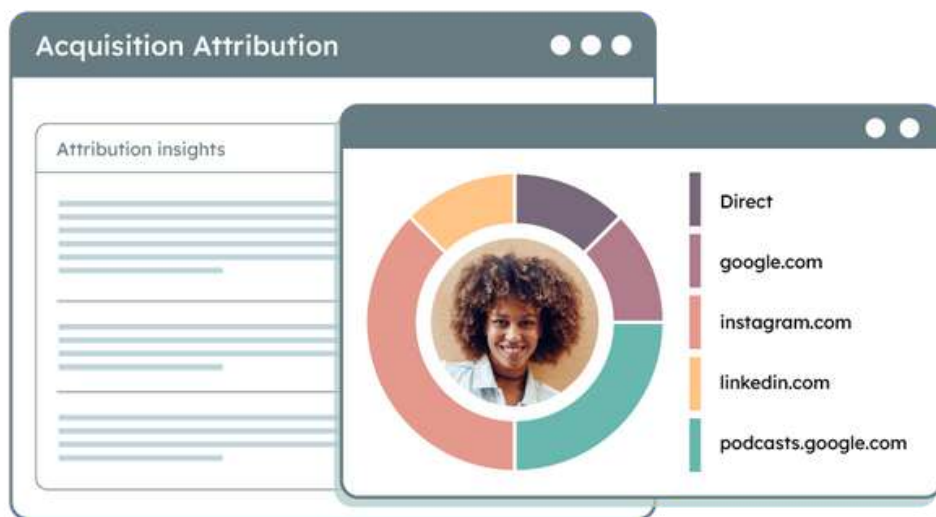 Acquisition Attribution
Attribution insights
Direct
google.com
instagram.com
linkedin.com
podcasts.google.com